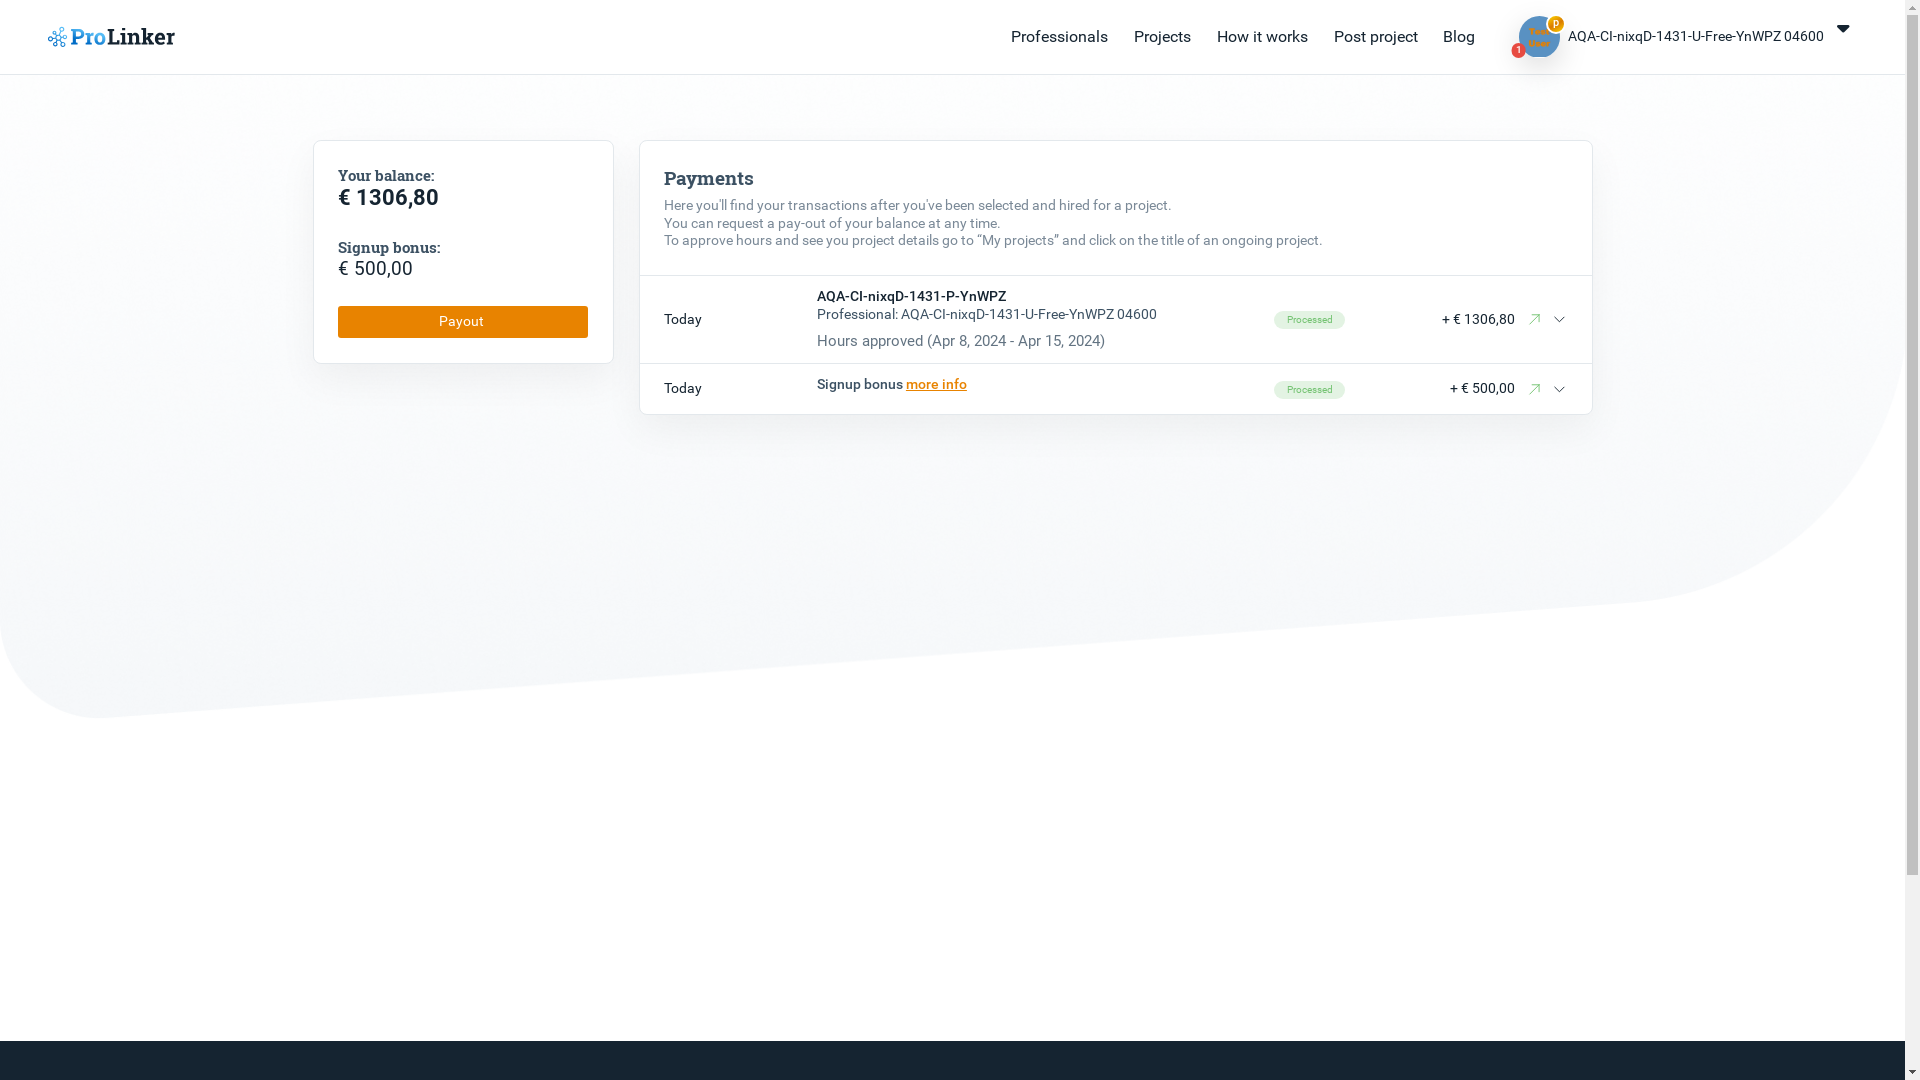 ProLinker
Professionals
Projects
How it works
Post project
Blog
p
Test
User
1
AQA-CI-nixqD-1431-U-Free-YnWPZ 04600
Your balance:
€ 1306,80
Signup bonus:
€ 500,00
Payout
Payments
Here you'll find your transactions after you've been selected and hired for a project.
You can request a pay-out of your balance at any time.
To approve hours and see you project details go to “My projects” and click on the title of an ongoing project.
Today
AQA-CI-nixqD-1431-P-YnWPZ
Professional: AQA-CI-nixqD-1431-U-Free-YnWPZ 04600
Hours approved (Apr 8, 2024 - Apr 15, 2024)
Processed
+ € 1306,80
Today
Signup bonus more info
Processed
+ € 500,00